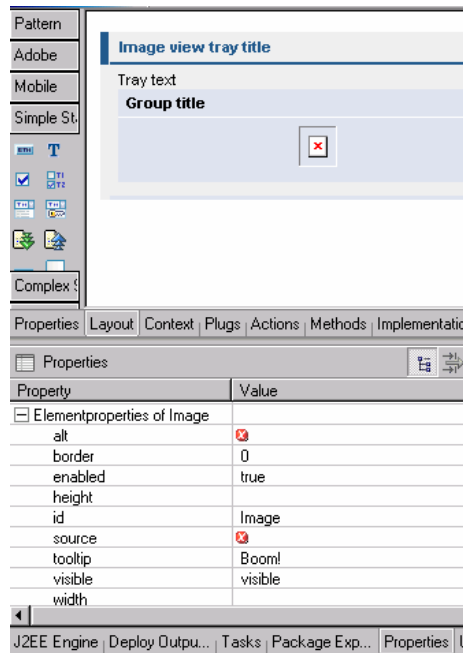 Pattern
Adobe
Mobile
Simple St
Complex S
Image view tray title
Tray text
Group title
Properties Layout Context Plugs Actions Methods Implementatio
Properties
Property Value
Elementproperties of Image
alt
border 0
enabled true
height
id Image
source
tooltip Boom!
visible visible
width
J2EE Engine Deploy Outpu... Tasks Package Exp... Properties